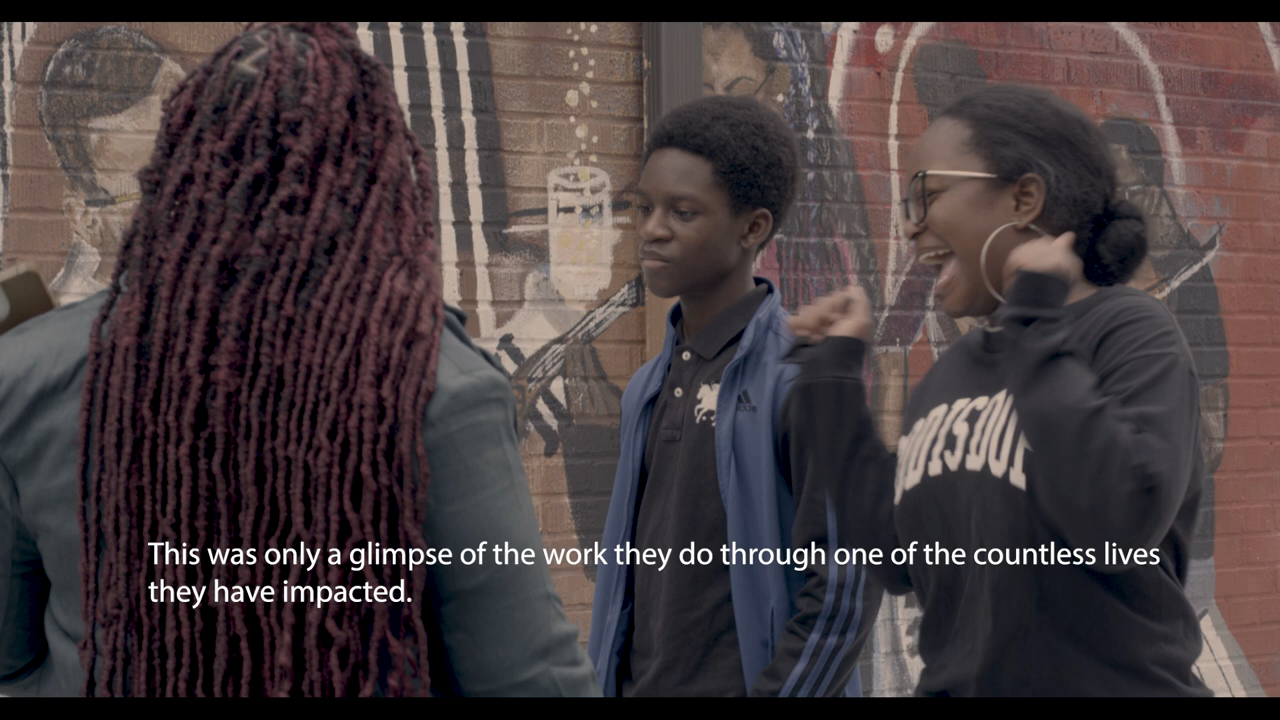 This was only a glimpse of the work they do through one of the countless lives
they have impacted.